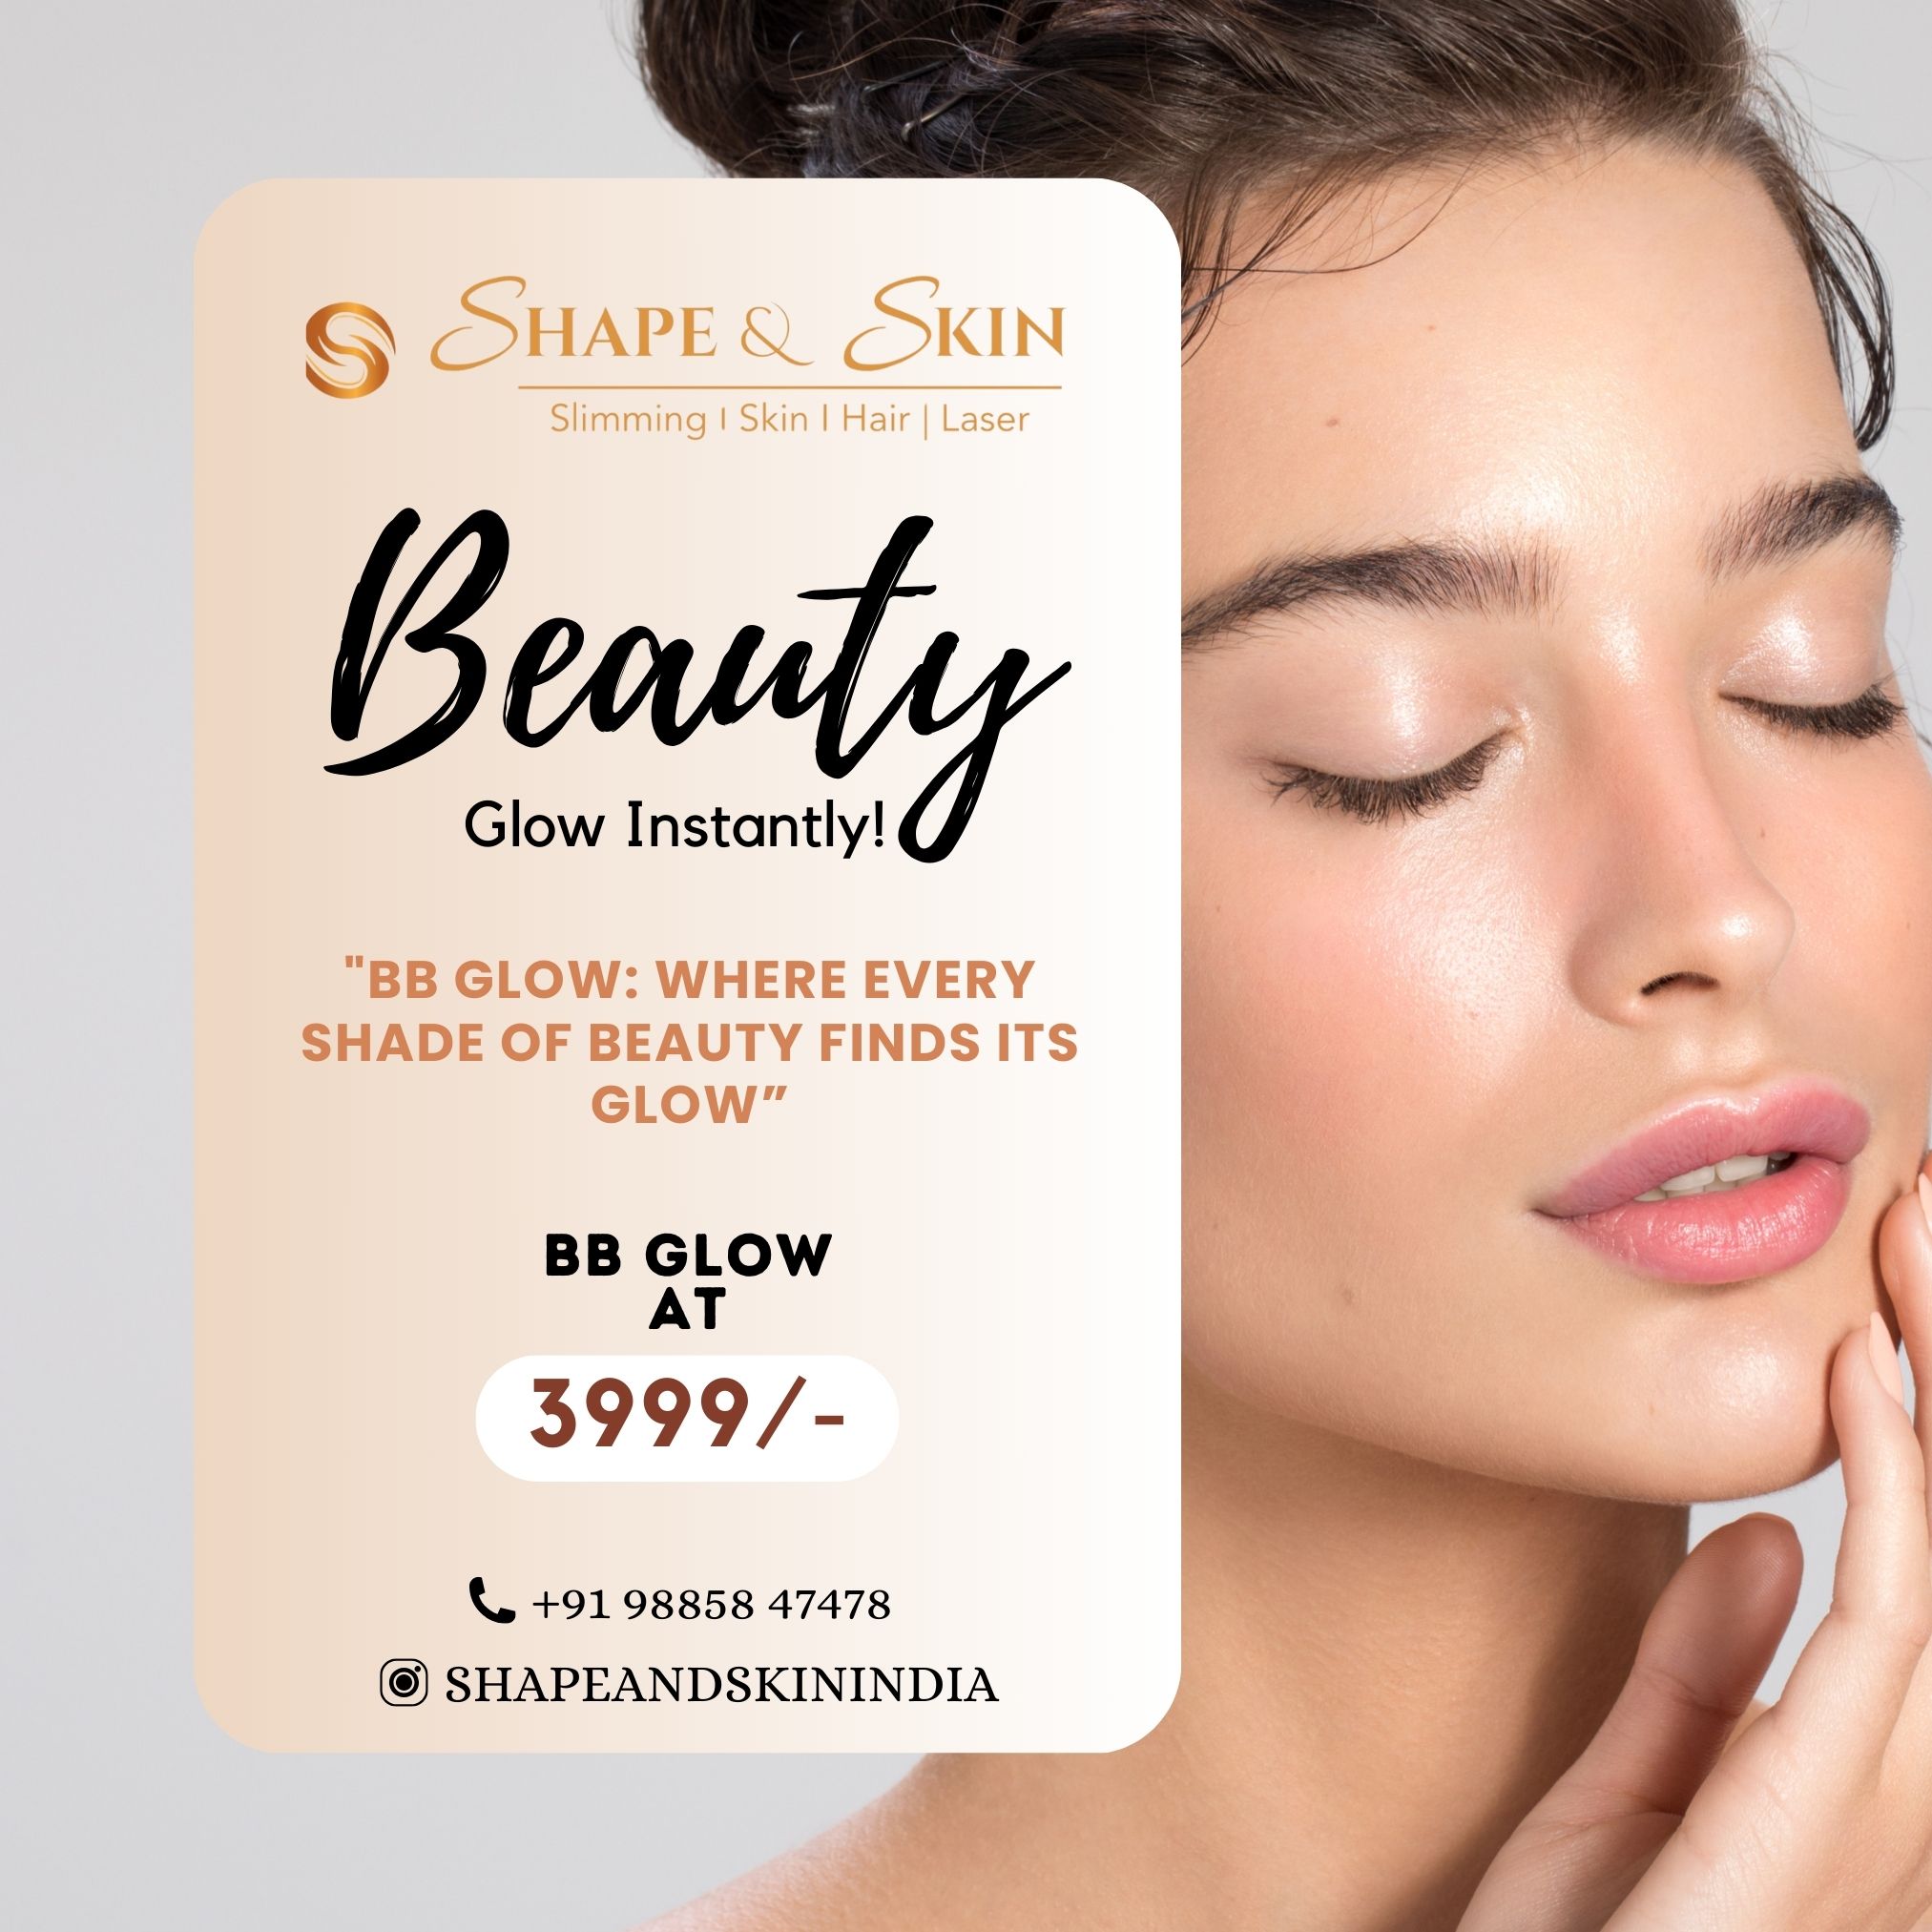 SHAPE & SKIN
Slimming | Skin | Hair | Laser
Beauty
Glow Instantly!
"BB GLOW: WHERE EVERY
SHADE OF BEAUTY FINDS ITS
GLOW”
BB GLOW
AT
3999/-
+91 98858 47478
SHAPEANDSKININDIA